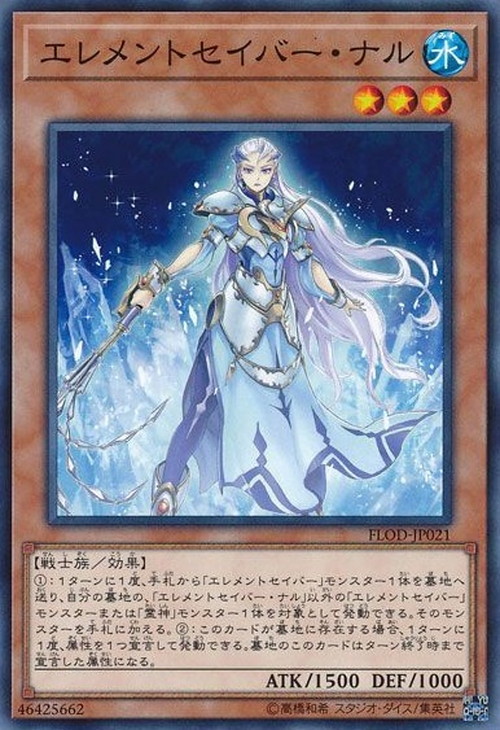 エレメントセイバー・ナル
水
FLOD-JP021
【戦士族／効果】
①：1ターンに1度、手札から「エレメントセイバー」モンスター1体を墓地へ
送り、自分の墓地の、「エレメントセイバー・ナル」以外の「エレメントセイバー」
モンスターまたは「霊神」モンスター1体を対象として発動できる。そのモン
スターを手札に加える。②：このカードが墓地に存在する場合、1ターンに
1度、属性を1つ宣言して発動できる。墓地のこのカードはターン終了時まで
宣言した属性になる。
ATK/1500 DEF/1000
46425662
©高橋和希 スタジオ・ダイス/集英社